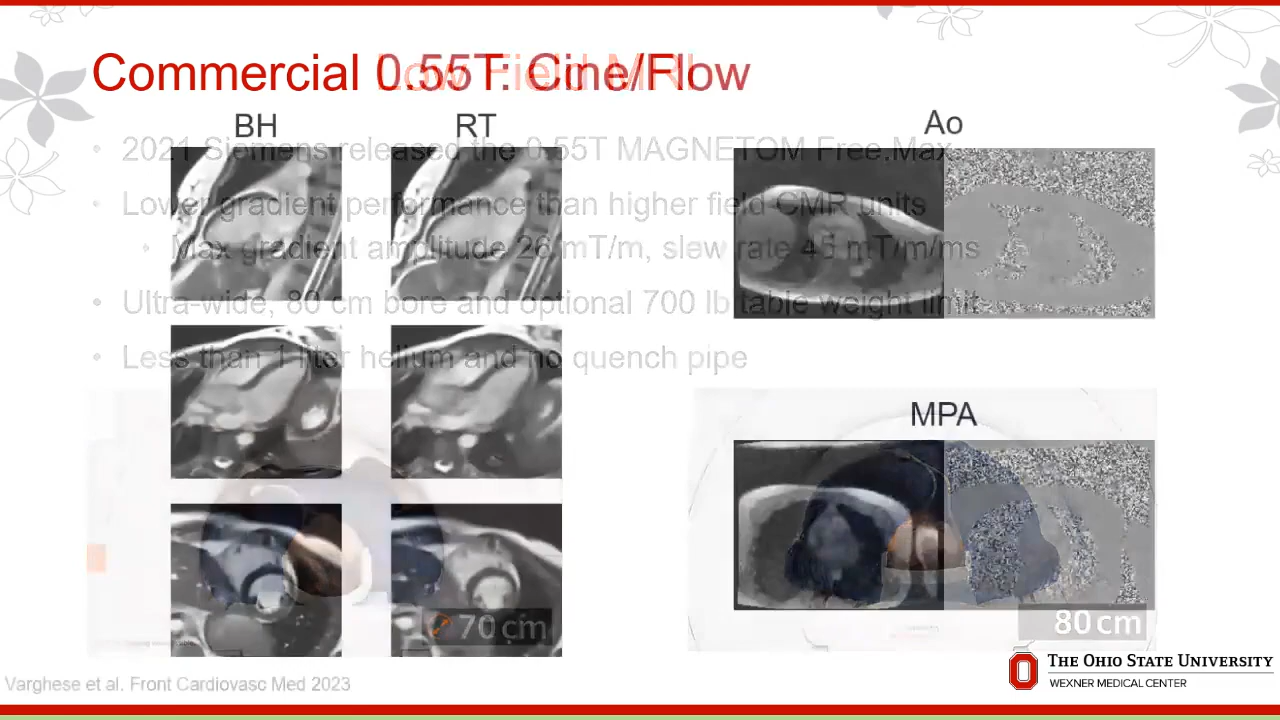 Commercial 0.55T: Cine/Flow
Low Field MRI
BH
RT
Ao
• 2021 Siemens released the 0.55T MAGNETOM Free.Max
• Lower gradient performance than higher field CMR units
• Max gradient amplitude 26 mT/m, slew rate 45 mT/m/ms
• Ultra-wide, 80 cm bore and optional 700 lb table weight limit
• Less than 1 liter helium and no quench pipe
MPA
70 cm
80 cm
THE OHIO STATE UNIVERSITY
WEXNER MEDICAL CENTER
Varghese et al. Front Cardiovasc Med 2023